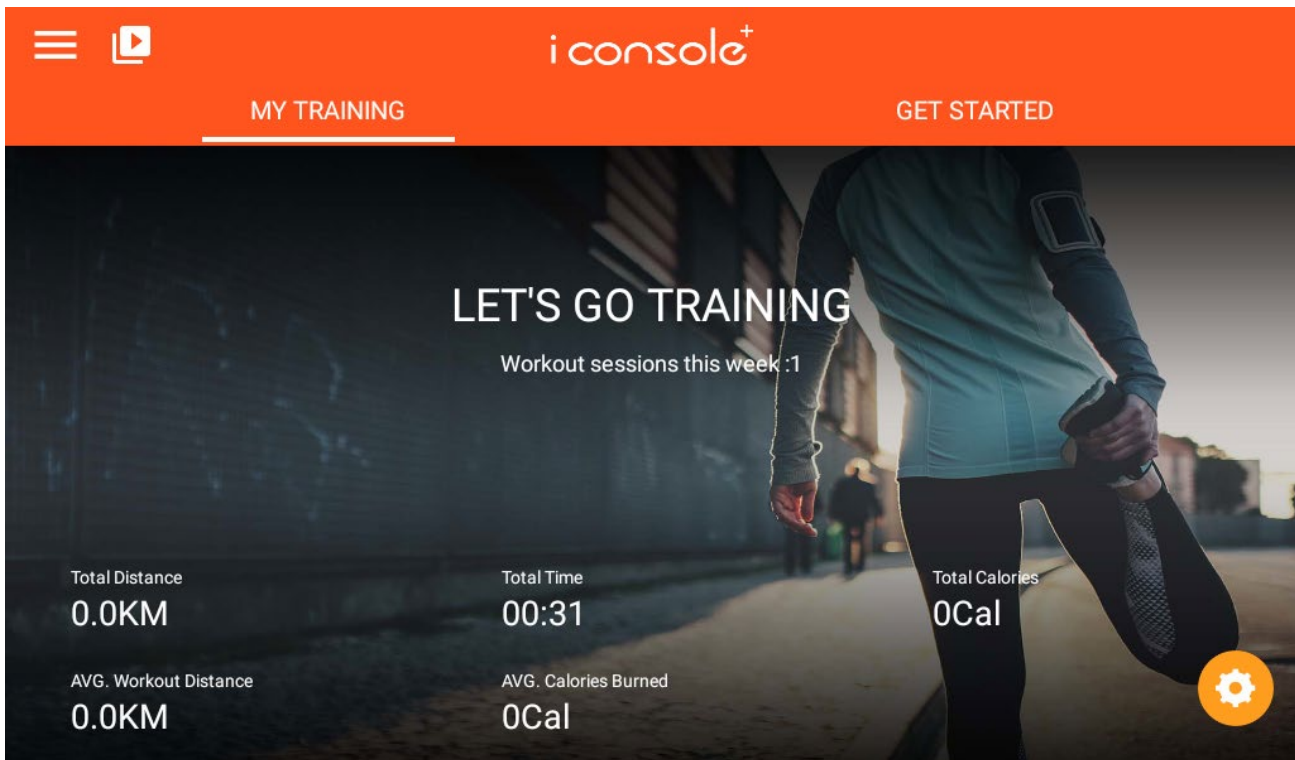 i console+
MY TRAINING
GET STARTED
LET'S GO TRAINING
Workout sessions this week :1
Total Distance
0.0KM
Total Time
00:31
Total Calories
0Cal
AVG. Workout Distance
0.0KM
AVG. Calories Burned
0Cal